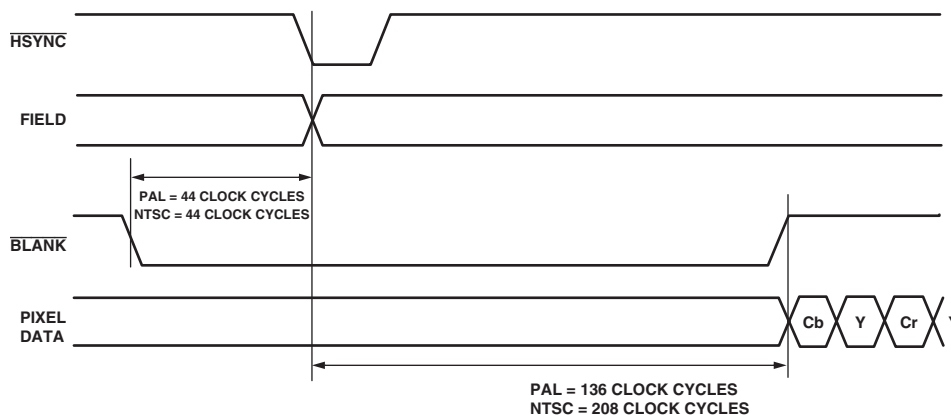 HSYNC
FIELD
PAL = 44 CLOCK CYCLES
NTSC = 44 CLOCK CYCLES
BLANK
PIXEL
DATA
Cb Y Cr Y
PAL = 136 CLOCK CYCLES
NTSC = 208 CLOCK CYCLES